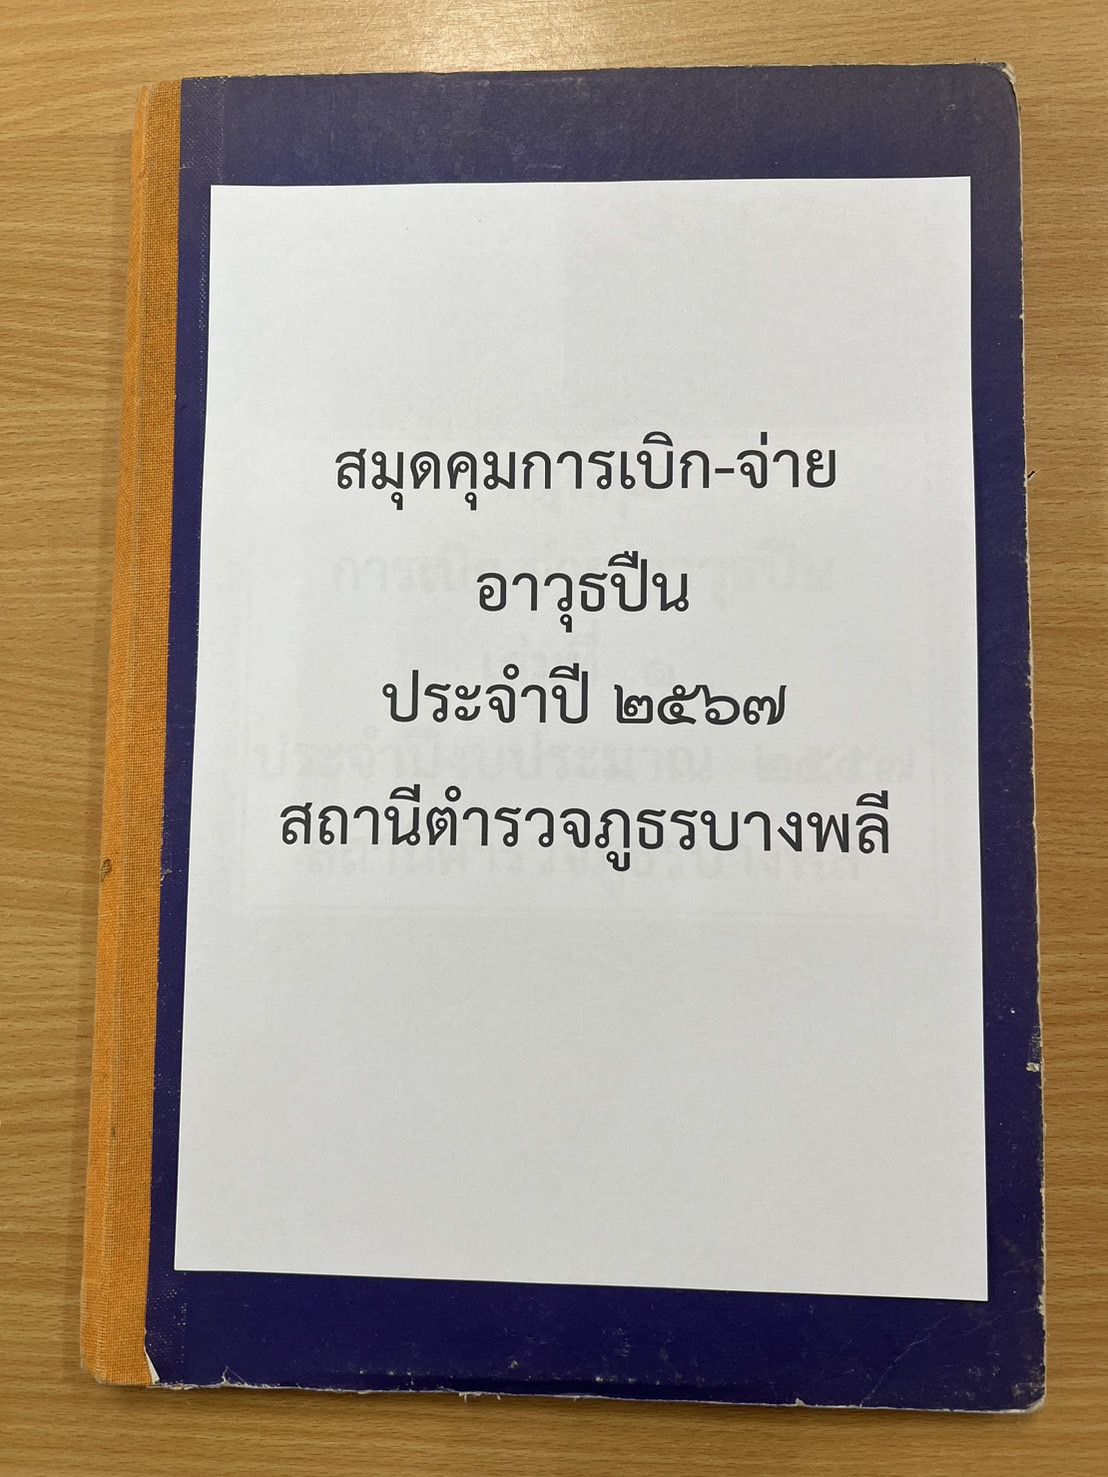 สมุดคุมการเบิก-จ่าย
อาวุธปืน
ประจำปี ๒๕๖๗
สถานีตำรวจภูธรบางพลี